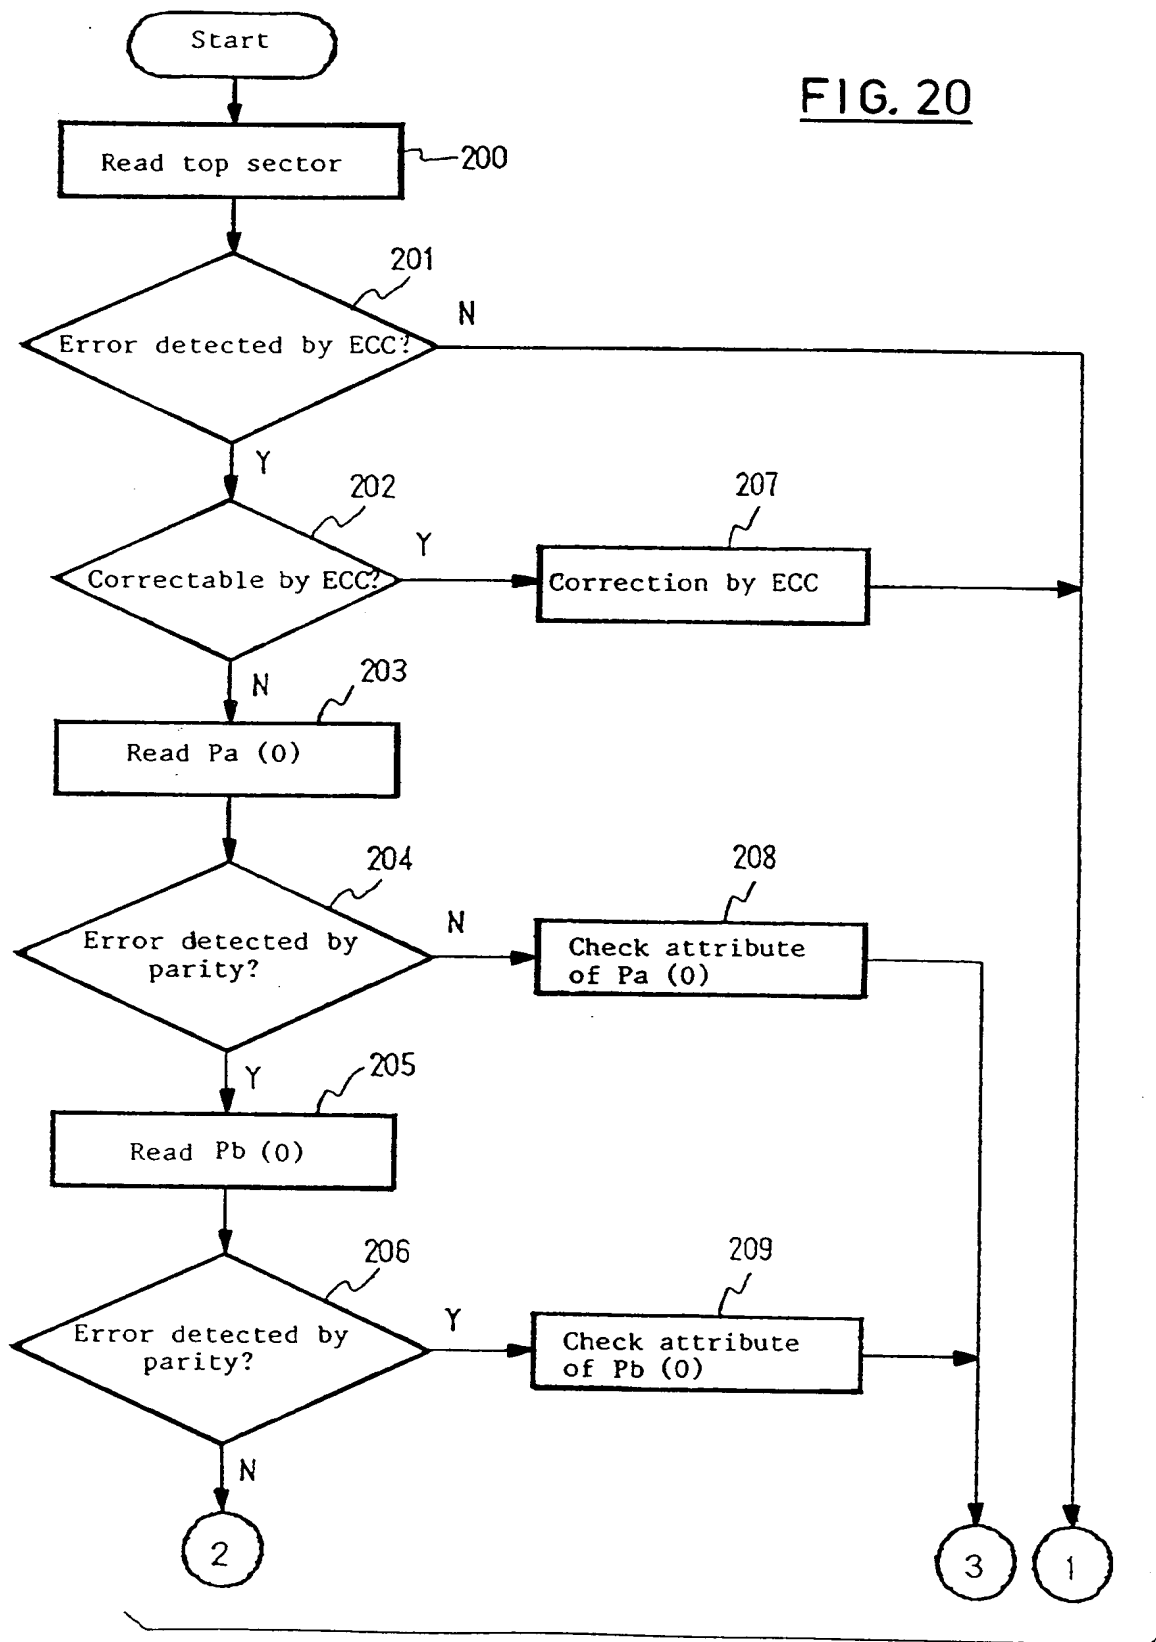 Start
FIG. 20
Read top sector
200
201
N
Error detected by ECC?
Y
202
207
Y
Correctable by ECC?
Correction by ECC
N
203
Read Pa (0)
204
208
N
Error detected by
parity?
Check attribute
of Pa (0)
Y
205
Read Pb (0)
206
209
Y
Error detected by
parity?
Check attribute
of Pb (0)
N
2
3
1